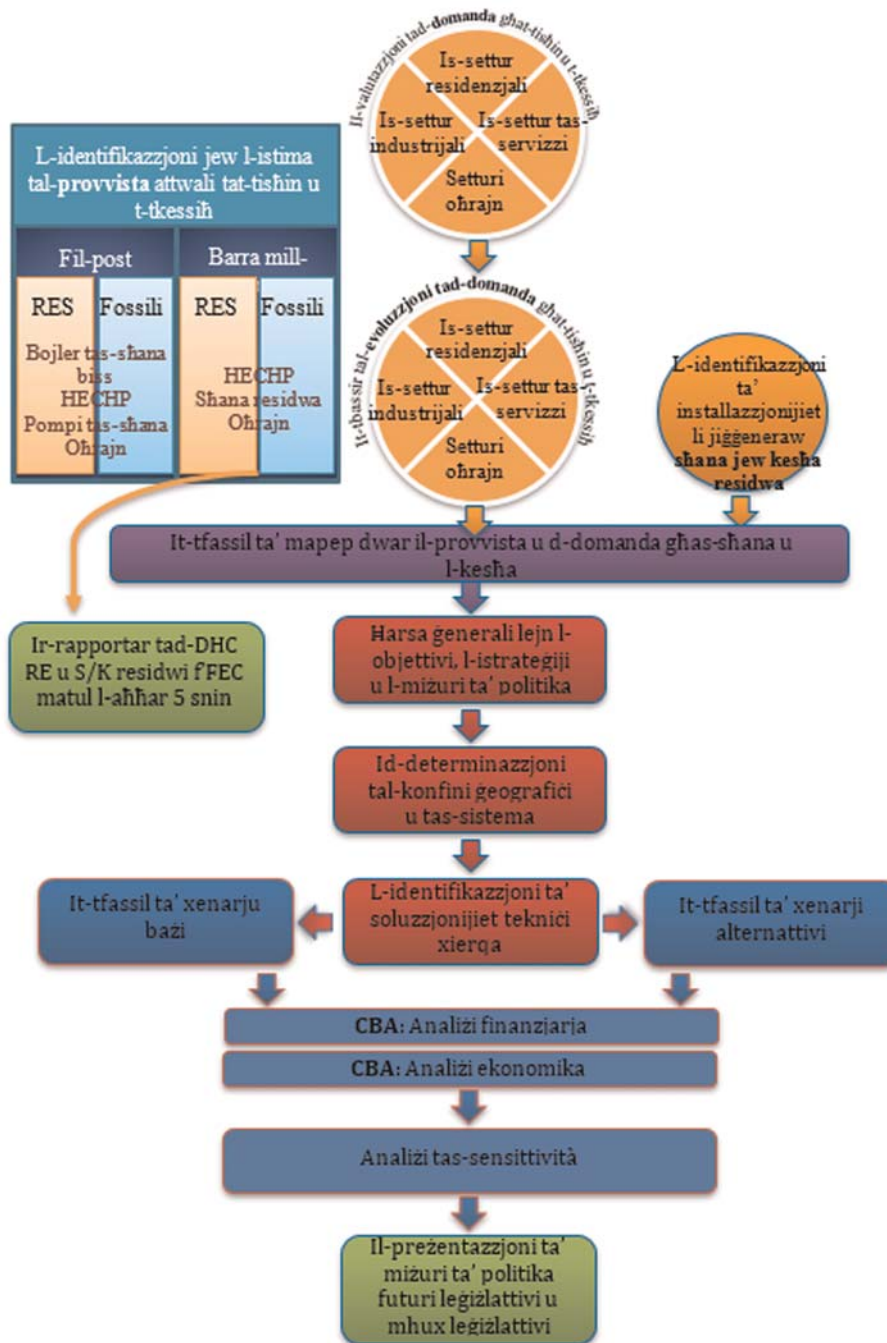 Il-valutazzjoni tad-domanda għat-tisħin u t-tkessiħ
Is-settur
residenzjali
Is-settur
industrijali
Is-settur tas-
servizzi
Setturi
oħrajn
L-identifikazzjoni jew l-istima
tal-provvista attwali tat-tisħin u
t-tkessiħ
Fil-post
Barra mill-
RES
Fossili
RES
Fossili
Bojler tas-sħana
biss
HECHP
Pompi tas-sħana
Oħrajn
HECHP
Sħana residwa
Oħrajn
It-tbassir tal-evoluzzjoni tad-domanda għat-tisħin u t-tkessiħ
Is-settur
residenzjali
Is-settur
industrijali
Is-settur tas-
servizzi
Setturi
oħrajn
L-identifikazzjoni
ta’
installazzjonijiet
li jiġġeneraw
sħana jew kesħa
residwa
It-tfassil ta’ mapep dwar il-provvista u d-domanda għas-sħana u
l-kesħa
Ir-rapportar tad-DHC
RE u S/K residwi f’FEC
matul l-aħħar 5 snin
Ħarsa ġenerali lejn l-
objettivi, l-istrateġiji
u l-miżuri ta’ politika
Id-determinazzjoni
tal-konfini ġeografiċi
u tas-sistema
It-tfassil ta’ xenarju
bażi
L-identifikazzjoni ta’
soluzzjonijiet tekniċi
xierqa
It-tfassil ta’ xenarji
alternattivi
CBA: Analiżi finanzjarja
CBA: Analiżi ekonomika
Analiżi tas-sensittività
Il-preżentazzjoni ta’
miżuri ta’ politika
futuri leġiżlattivi u
mhux leġiżlattivi